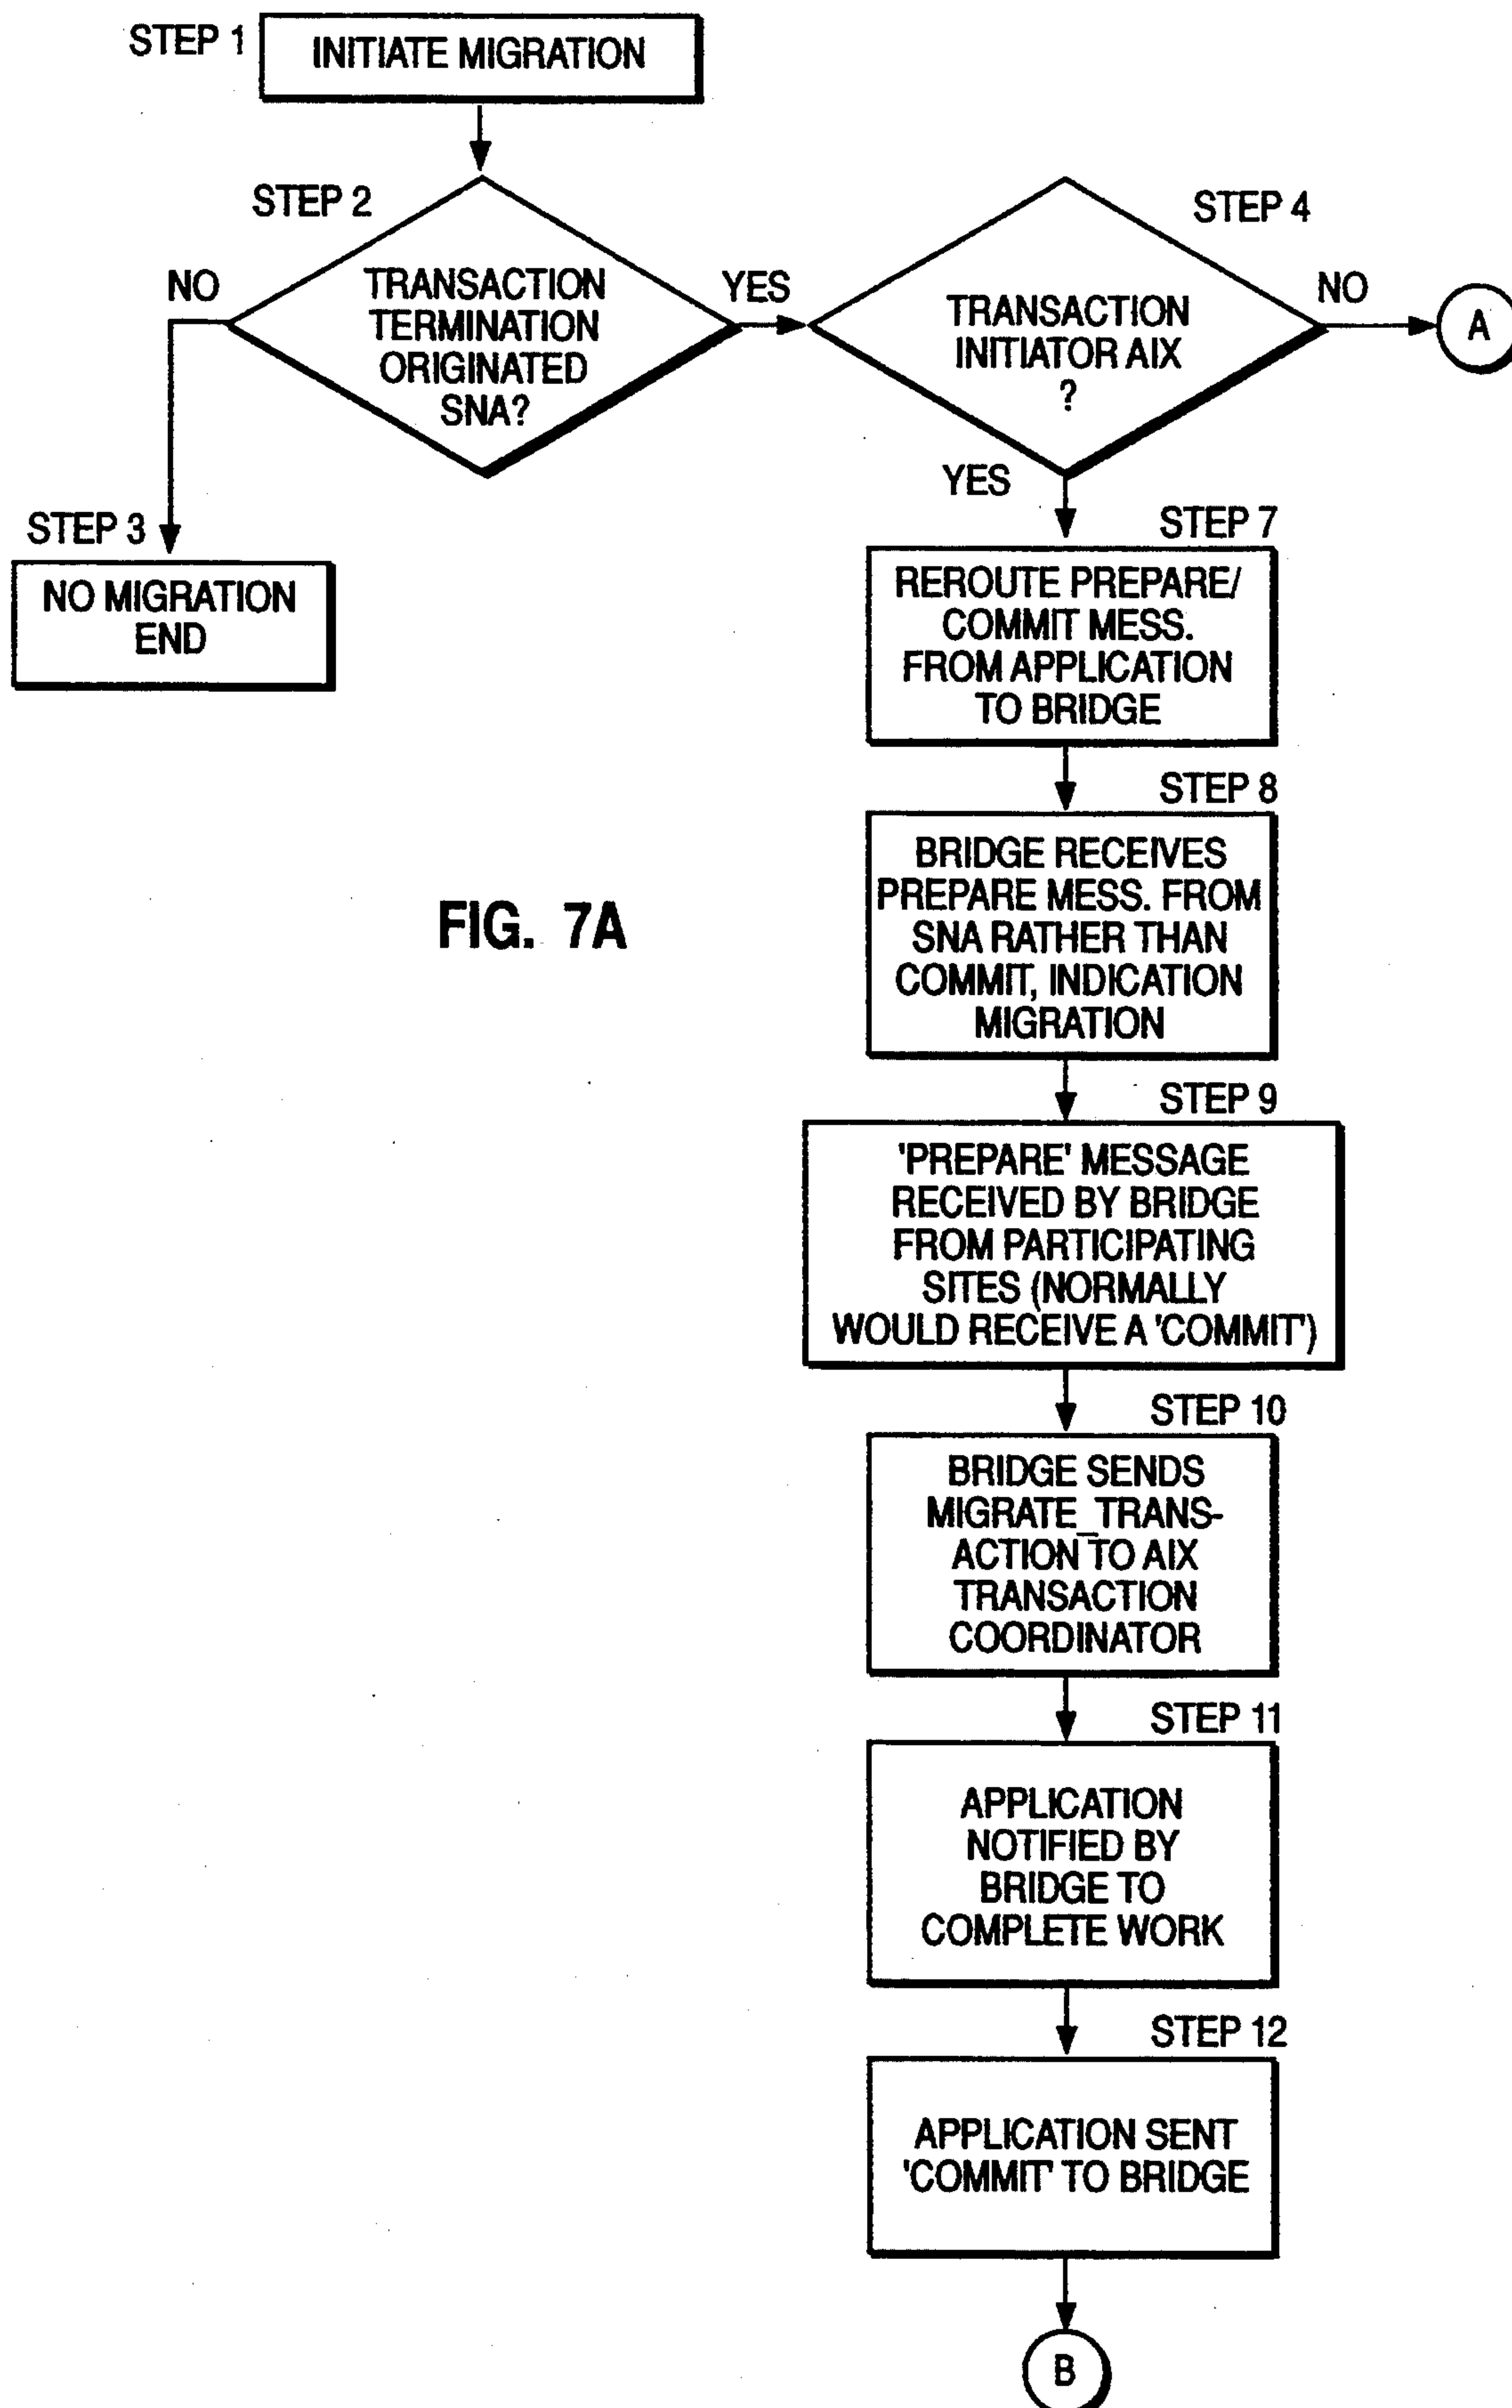 STEP 1
INITIATE MIGRATION
STEP 2
TRANSACTION
TERMINATION
ORIGINATED
SNA?
NO
YES
STEP 4
TRANSACTION
INITIATOR AIX
?
NO
A
YES
STEP 3
NO MIGRATION
END
STEP 7
REROUTE PREPARE/
COMMIT MESS.
FROM APPLICATION
TO BRIDGE
STEP 8
BRIDGE RECEIVES
PREPARE MESS. FROM
SNA RATHER THAN
COMMIT, INDICATION
MIGRATION
FIG. 7A
STEP 9
'PREPARE' MESSAGE
RECEIVED BY BRIDGE
FROM PARTICIPATING
SITES (NORMALLY
WOULD RECEIVE A 'COMMIT')
STEP 10
BRIDGE SENDS
MIGRATE_TRANS-
ACTION TO AIX
TRANSACTION
COORDINATOR
STEP 11
APPLICATION
NOTIFIED BY
BRIDGE TO
COMPLETE WORK
STEP 12
APPLICATION SENT
'COMMIT' TO BRIDGE
B